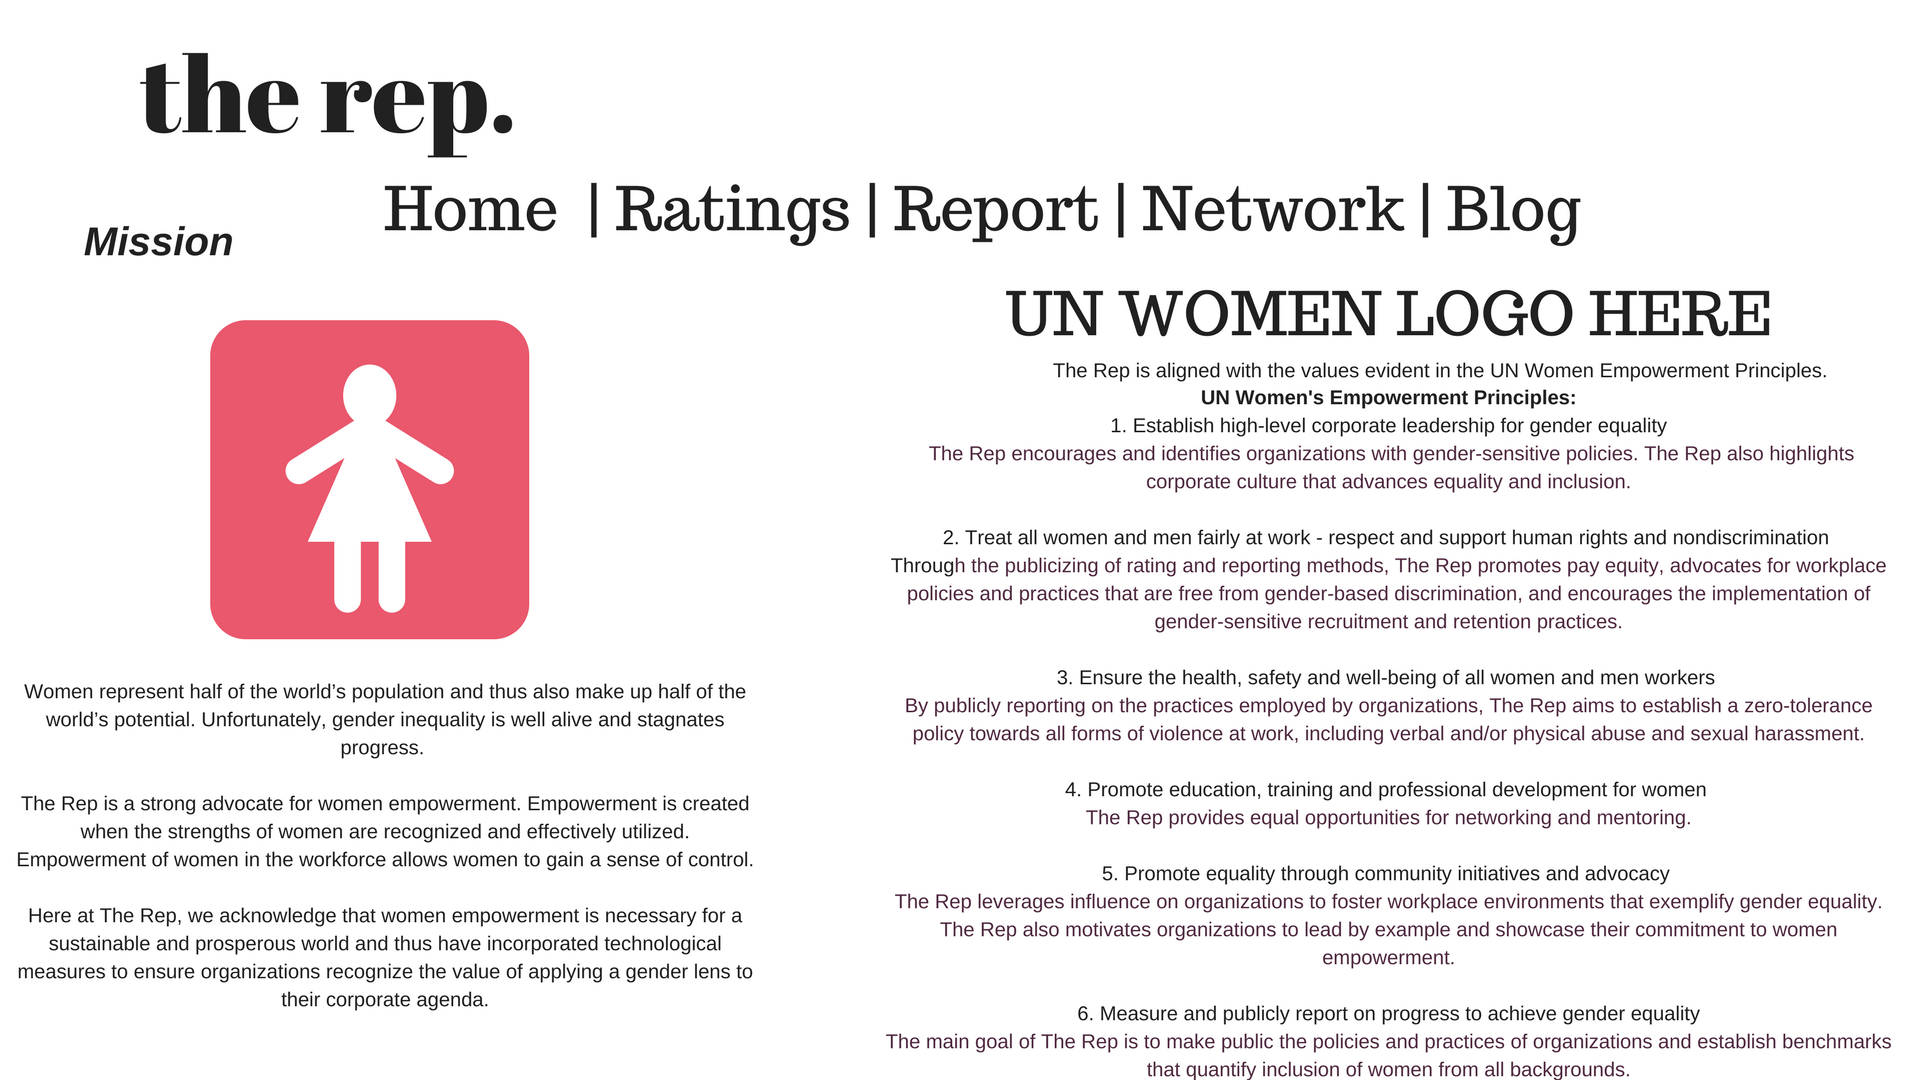 the rep.
Home | Ratings | Report | Network | Blog
Mission
Women represent half of the world’s population and thus also make up half of the
world’s potential. Unfortunately, gender inequality is well alive and stagnates
progress.
The Rep is a strong advocate for women empowerment. Empowerment is created
when the strengths of women are recognized and effectively utilized.
Empowerment of women in the workforce allows women to gain a sense of control.
Here at The Rep, we acknowledge that women empowerment is necessary for a
sustainable and prosperous world and thus have incorporated technological
measures to ensure organizations recognize the value of applying a gender lens to
their corporate agenda.
UN WOMEN LOGO HERE
The Rep is aligned with the values evident in the UN Women Empowerment Principles.
UN Women's Empowerment Principles:
1. Establish high-level corporate leadership for gender equality
The Rep encourages and identifies organizations with gender-sensitive policies. The Rep also highlights
corporate culture that advances equality and inclusion.
2. Treat all women and men fairly at work - respect and support human rights and nondiscrimination
Through the publicizing of rating and reporting methods, The Rep promotes pay equity, advocates for workplace
policies and practices that are free from gender-based discrimination, and encourages the implementation of
gender-sensitive recruitment and retention practices.
3. Ensure the health, safety and well-being of all women and men workers
By publicly reporting on the practices employed by organizations, The Rep aims to establish a zero-tolerance
policy towards all forms of violence at work, including verbal and/or physical abuse and sexual harassment.
4. Promote education, training and professional development for women
The Rep provides equal opportunities for networking and mentoring.
5. Promote equality through community initiatives and advocacy
The Rep leverages influence on organizations to foster workplace environments that exemplify gender equality.
The Rep also motivates organizations to lead by example and showcase their commitment to women
empowerment.
6. Measure and publicly report on progress to achieve gender equality
The main goal of The Rep is to make public the policies and practices of organizations and establish benchmarks
that quantify inclusion of women from all backgrounds.